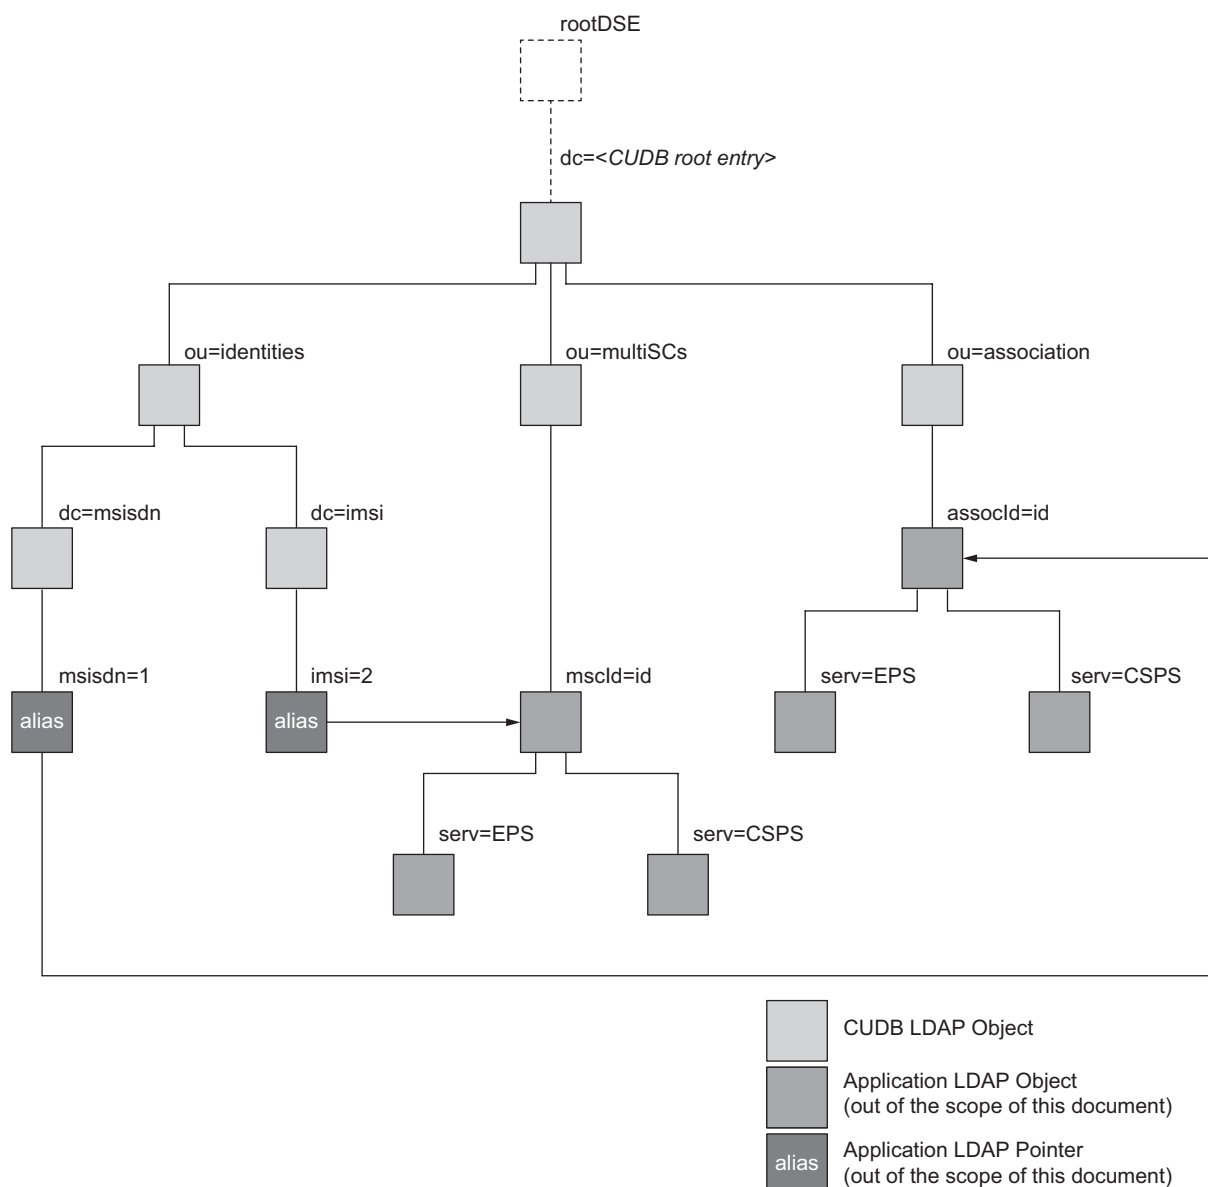 rootDSE
dc=<CUDB root entry>
ou=identities
ou=multiSCs
ou=association
dc=msisdn
dc=imsi
assocId=id
msisdn=1
imsi=2
mscId=id
serv=EPS
serv=CSPS
alias
alias
serv=EPS
serv=CSPS
CUDB LDAP Object
Application LDAP Object
(out of the scope of this document)
alias
Application LDAP Pointer
(out of the scope of this document)